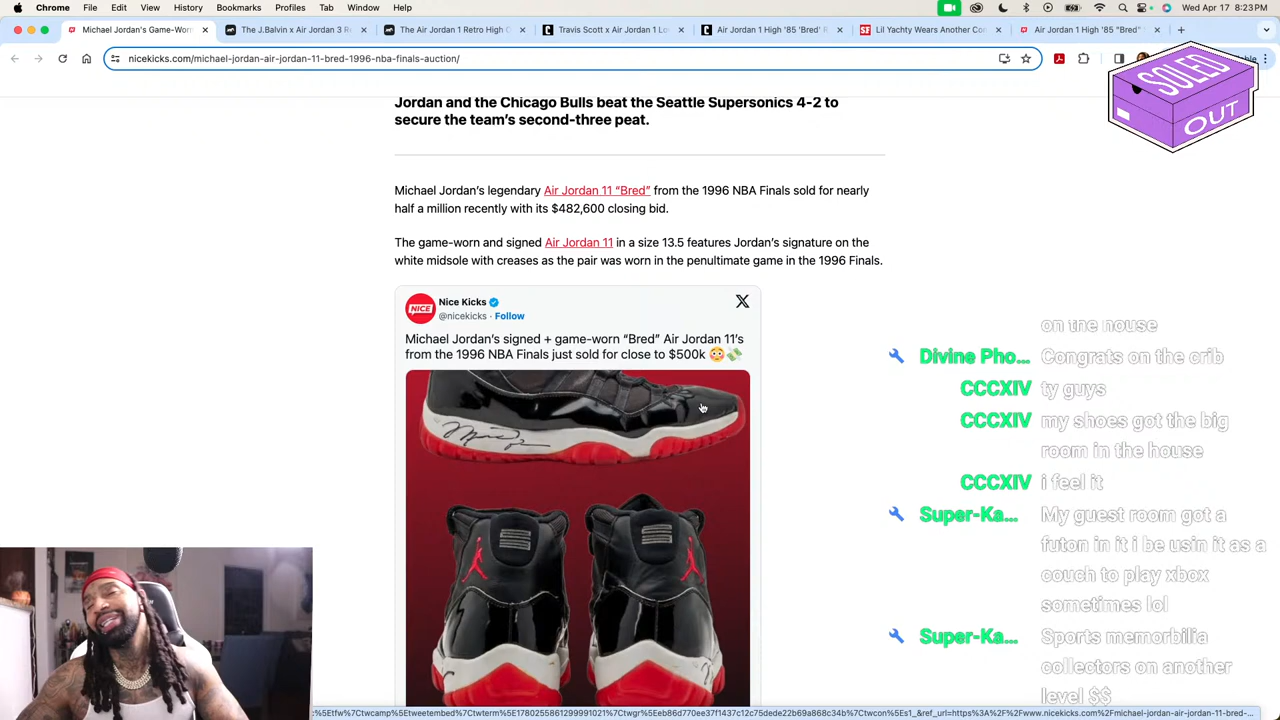 Chrome File Edit View History Bookmarks Profiles Tab Window Help
Wed Apr 17 8:23 PM
Michael Jordan's Game-Worn
The J.Balvin x Air Jordan 3 R
The Air Jordan 1 Retro High
Travis Scott x Air Jordan 1 Lo
Air Jordan 1 High '85 'Bred'
Lil Yachty Wears Another Con
Air Jordan 1 High '85 "Bred"
nicekicks.com/michael-jordan-air-jordan-11-bred-1996-nba-finals-auction/
SOLED
OUT
Jordan and the Chicago Bulls beat the Seattle Supersonics 4-2 to
secure the team's second-three peat.
Michael Jordan's legendary Air Jordan 11 "Bred" from the 1996 NBA Finals sold for nearly
half a million recently with its $482,600 closing bid.
The game-worn and signed Air Jordan 11 in a size 13.5 features Jordan's signature on the
white midsole with creases as the pair was worn in the penultimate game in the 1996 Finals.
NICE
Nice Kicks
@nicekicks · Follow
Michael Jordan's signed + game-worn "Bred" Air Jordan 11's
from the 1996 NBA Finals just sold for close to $500k 😳💸
on the house
Divine Pho... Congrats on the crib
CCCXIV ty guys
CCCXIV my shoes got the big
room in the house
CCCXIV i feel it
Super-Ka... My guest room got a
futon in it i be usin it as a
couch to play xbox
sometimes lol
Super-Ka... Sports memorbilia
collectors on another
level $$